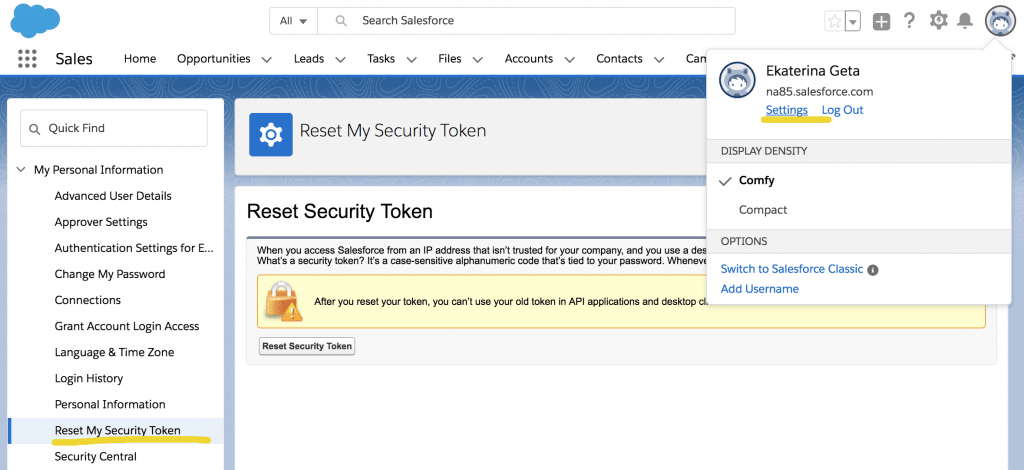 All
Search Salesforce
Sales
Home
Opportunities
Leads
Tasks
Files
Accounts
Contacts
Ekaterina Geta
na85.salesforce.com
Settings Log Out
DISPLAY DENSITY
Comfy
Compact
OPTIONS
Switch to Salesforce Classic
Add Username
Quick Find
My Personal Information
Advanced User Details
Approver Settings
Authentication Settings for E...
Change My Password
Connections
Grant Account Login Access
Language & Time Zone
Login History
Personal Information
Reset My Security Token
Security Central
Reset My Security Token
Reset Security Token
When you access Salesforce from an IP address that isn't trusted for your company, and you use a
What's a security token? It's a case-sensitive alphanumeric code that's tied to your password.
After you reset your token, you can't use your old token in API applications and desktop
Reset Security Token